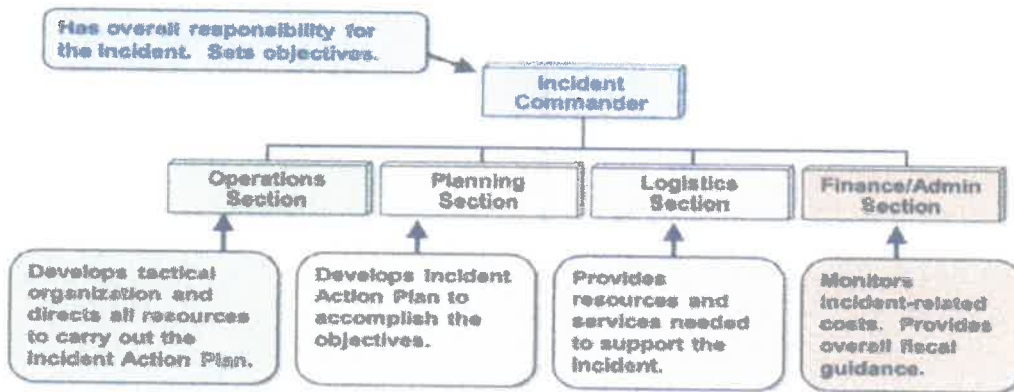 Has overall responsibility for
the incident. Sets objectives.
Incident
Commander
Operations
Section
Planning
Section
Logistics
Section
Finance/Admin
Section
Develops tactical
organization and
directs all resources
to carry out the
Incident Action Plan.
Develops Incident
Action Plan to
accomplish the
objectives.
Provides
resources and
services needed
to support the
incident.
Monitors
incident-related
costs. Provides
overall fiscal
guidance.